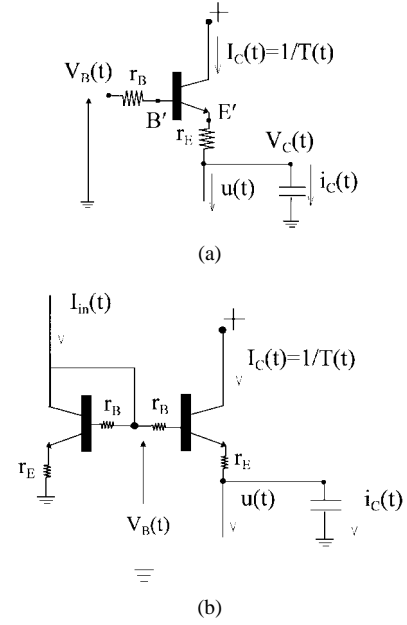 +
I_C(t)=1/T(t)
V_B(t)
r_B
B′
E′
r_E
V_C(t)
u(t)
i_C(t)
(a)
I_in(t)
+
I_C(t)=1/T(t)
r_B
r_B
r_E
r_E
V_B(t)
u(t)
i_C(t)
(b)